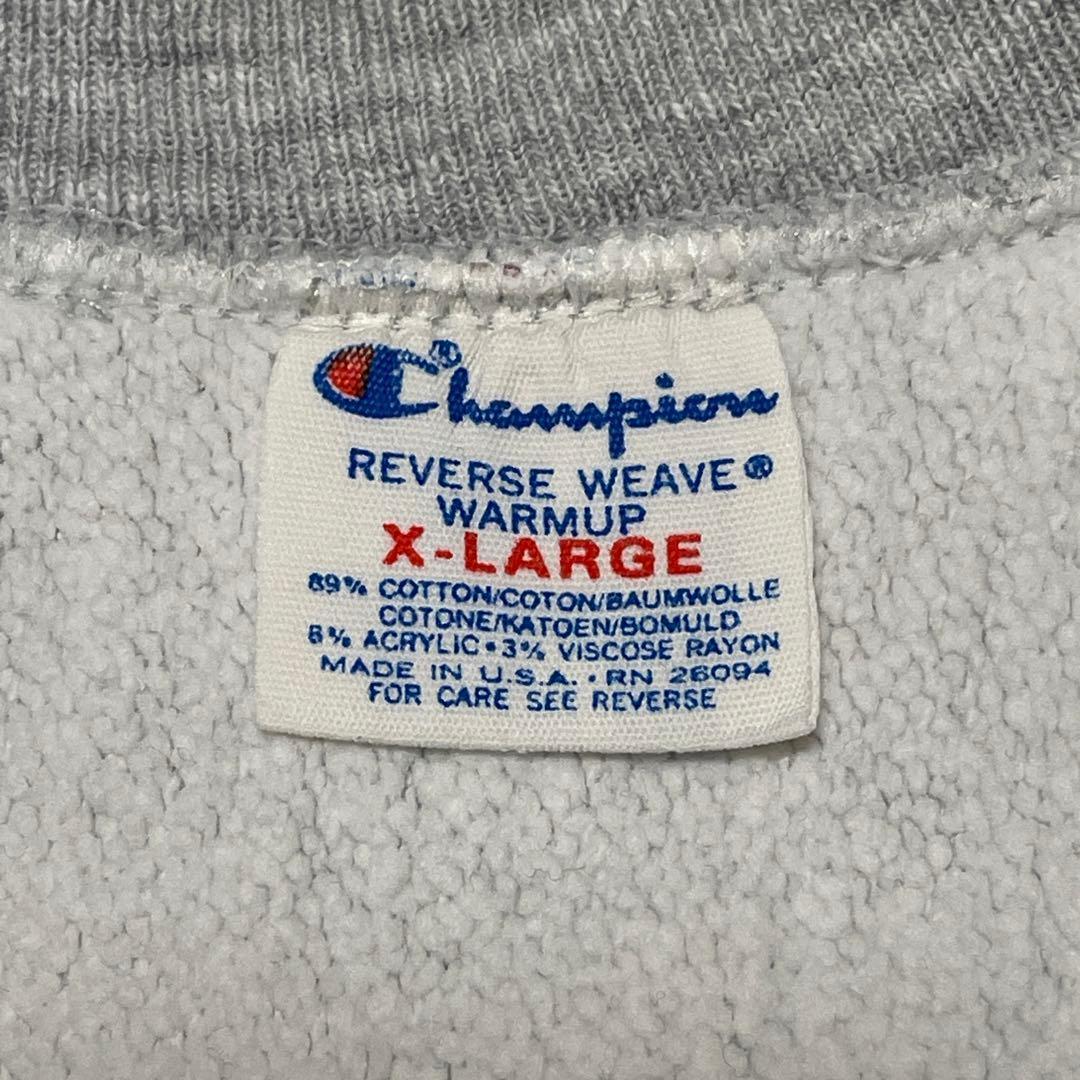 Champion®
REVERSE WEAVE®
WARMUP
X-LARGE
89% COTTON/COTON/BAUMWOLLE
COTONE/KATOEN/BOMULD
8% ACRYLIC • 3% VISCOSE RAYON
MADE IN U.S.A. • RN 26094
FOR CARE SEE REVERSE